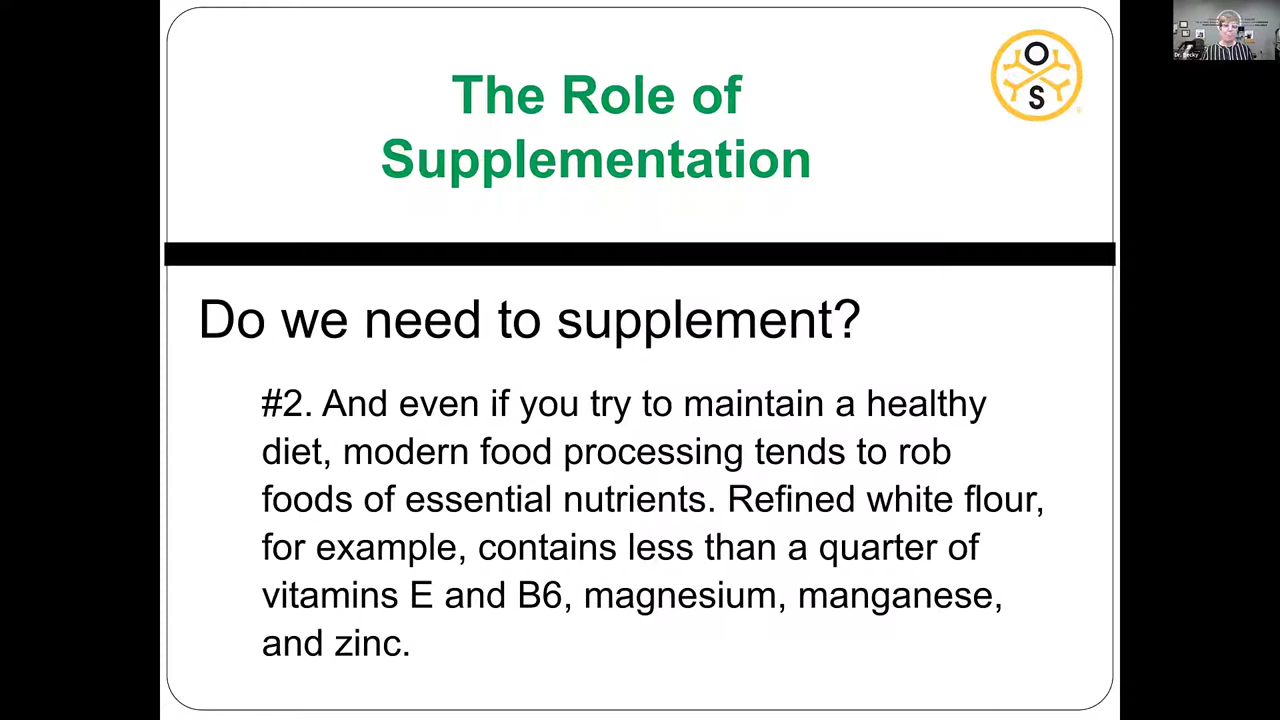 The Role of
Supplementation
O
S
Do we need to supplement?
#2. And even if you try to maintain a healthy
diet, modern food processing tends to rob
foods of essential nutrients. Refined white flour,
for example, contains less than a quarter of
vitamins E and B6, magnesium, manganese,
and zinc.
Dr. Becky